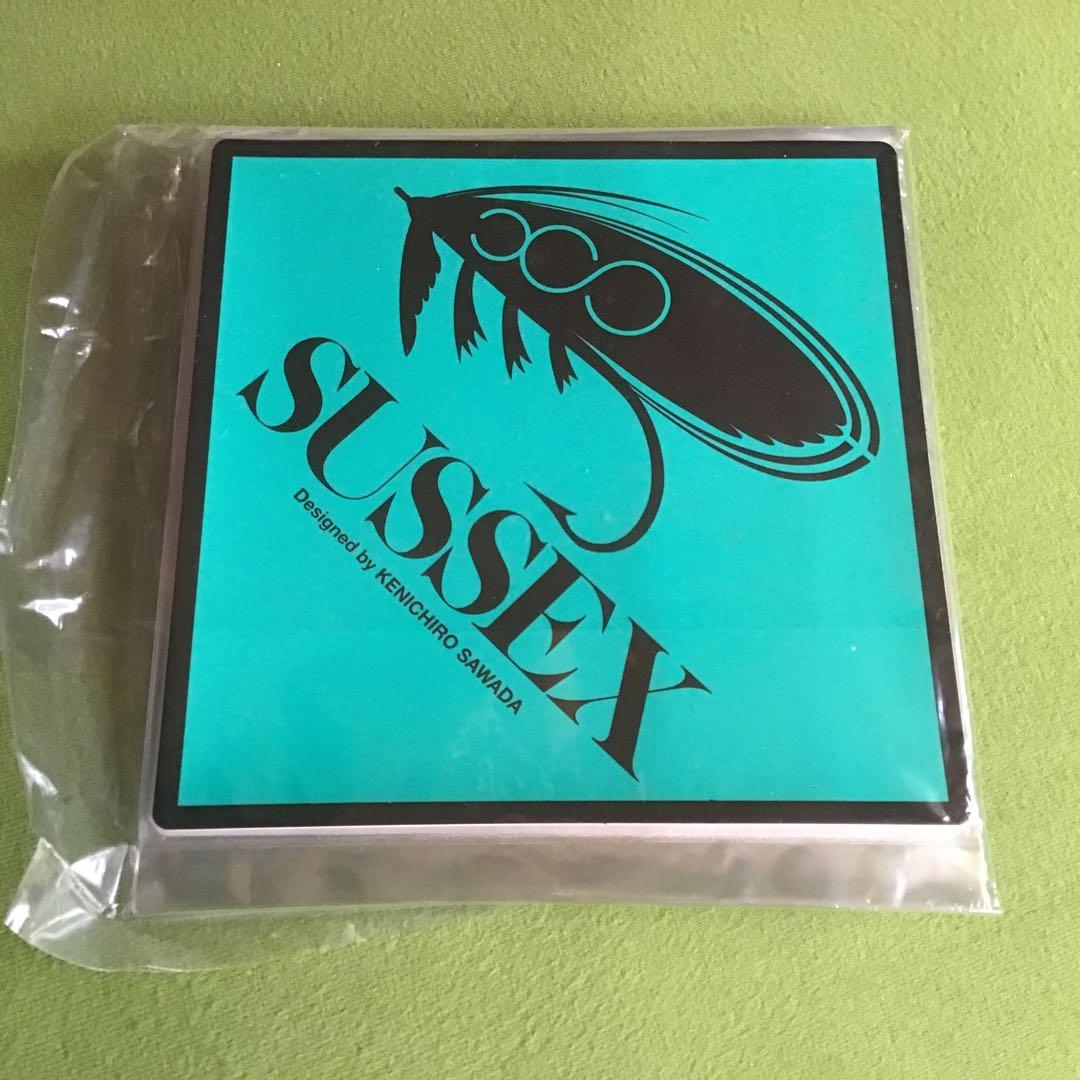 SUSSEX
Designed by KENICHIRO SAWADA